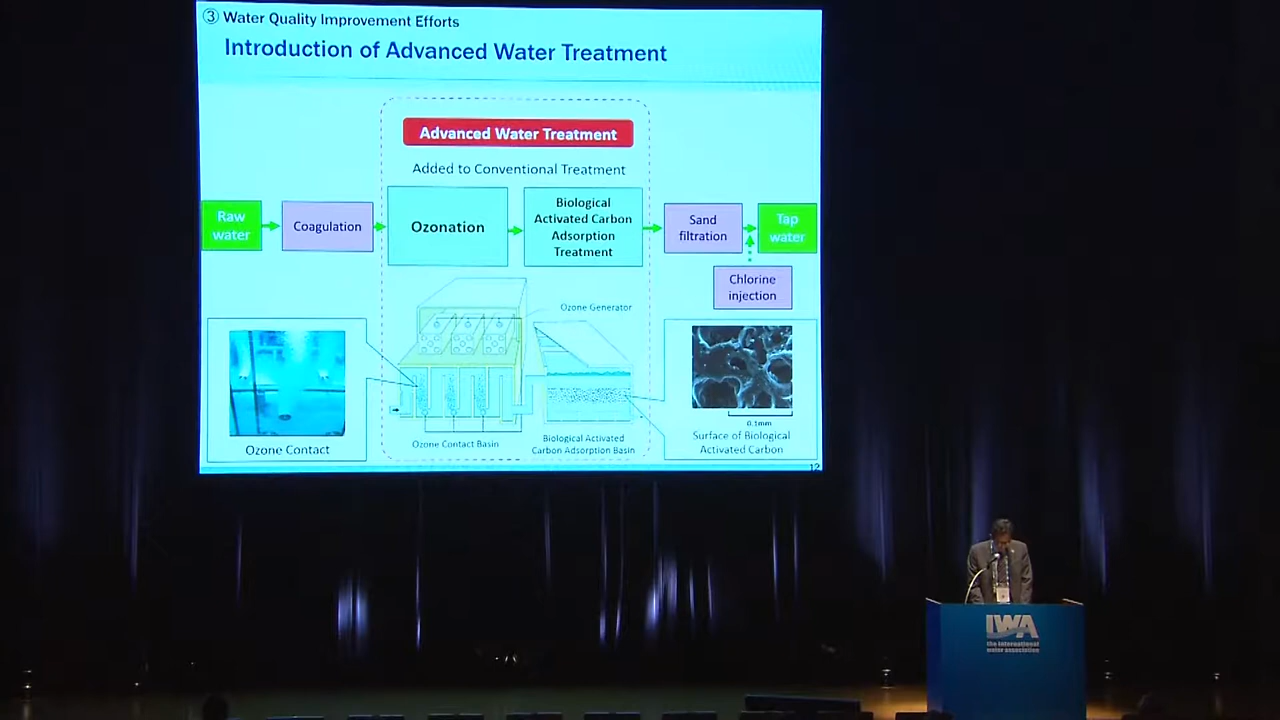 ③ Water Quality Improvement Efforts
Introduction of Advanced Water Treatment
Advanced Water Treatment
Added to Conventional Treatment
Raw
water
Coagulation
Ozonation
Biological
Activated Carbon
Adsorption
Treatment
Sand
filtration
Tap
water
Chlorine
injection
Ozone Generator
Ozone Contact
Ozone Contact Basin
Biological Activated
Carbon Adsorption Basin
0.1mm
Surface of Biological
Activated Carbon
12
IWA
the international
water association